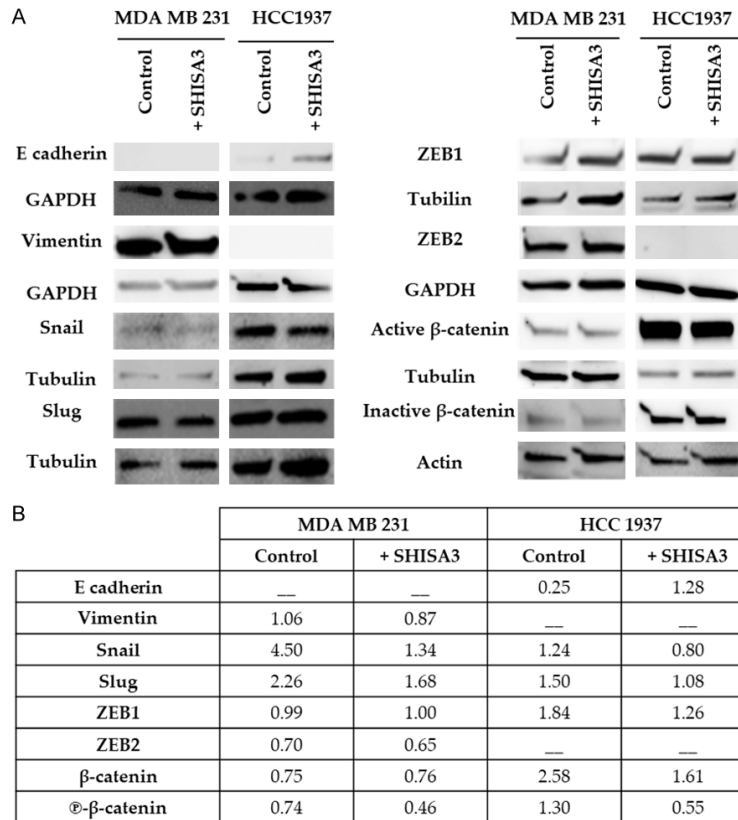 A
MDA MB 231 HCC1937
Control + SHISA3 Control + SHISA3
E cadherin
GAPDH
Vimentin
GAPDH
Snail
Tubulin
Slug
Tubulin
MDA MB 231 HCC1937
Control + SHISA3 Control + SHISA3
ZEB1
Tubilin
ZEB2
GAPDH
Active β-catenin
Tubulin
Inactive β-catenin
Actin
B
MDA MB 231 HCC 1937
Control + SHISA3 Control + SHISA3
E cadherin __ __ 0.25 1.28
Vimentin 1.06 0.87 __ __
Snail 4.50 1.34 1.24 0.80
Slug 2.26 1.68 1.50 1.08
ZEB1 0.99 1.00 1.84 1.26
ZEB2 0.70 0.65 __ __
β-catenin 0.75 0.76 2.58 1.61
℗-β-catenin 0.74 0.46 1.30 0.55